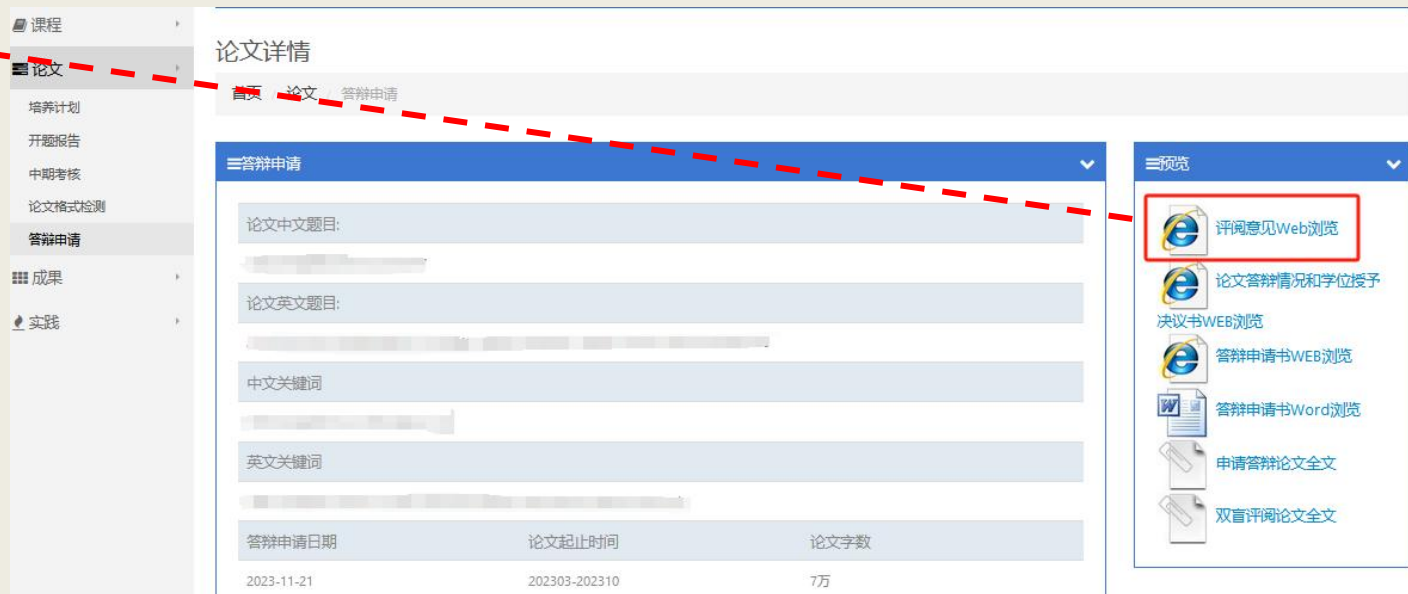 课程
论文
培养计划
开题报告
中期考核
论文格式检测
答辩申请
成果
实践
论文详情
首页 / 论文 / 答辩申请
答辩申请
论文中文题目:
论文英文题目:
中文关键词
英文关键词
答辩申请日期 论文起止时间 论文字数
2023-11-21 202303-202310 7万
预览
评阅意见Web浏览
论文答辩情况和学位授予
决议书WEB浏览
答辩申请书WEB浏览
答辩申请书Word浏览
申请答辩论文全文
双盲评阅论文全文